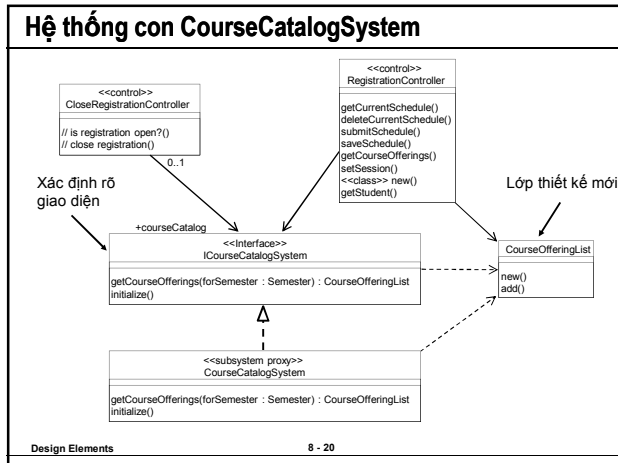 Hệ thống con CourseCatalogSystem
<<control>>
CloseRegistrationController
// is registration open?()
// close registration()
<<control>>
RegistrationController
getCurrentSchedule()
deleteCurrentSchedule()
submitSchedule()
saveSchedule()
getCourseOfferings()
setSession()
<<class>> new()
getStudent()
0..1
Xác định rõ
giao diện
Lớp thiết kế mới
+courseCatalog
<<Interface>>
ICourseCatalogSystem
getCourseOfferings(forSemester : Semester) : CourseOfferingList
initialize()
CourseOfferingList
new()
add()
<<subsystem proxy>>
CourseCatalogSystem
getCourseOfferings(forSemester : Semester) : CourseOfferingList
initialize()
Design Elements
8 - 20